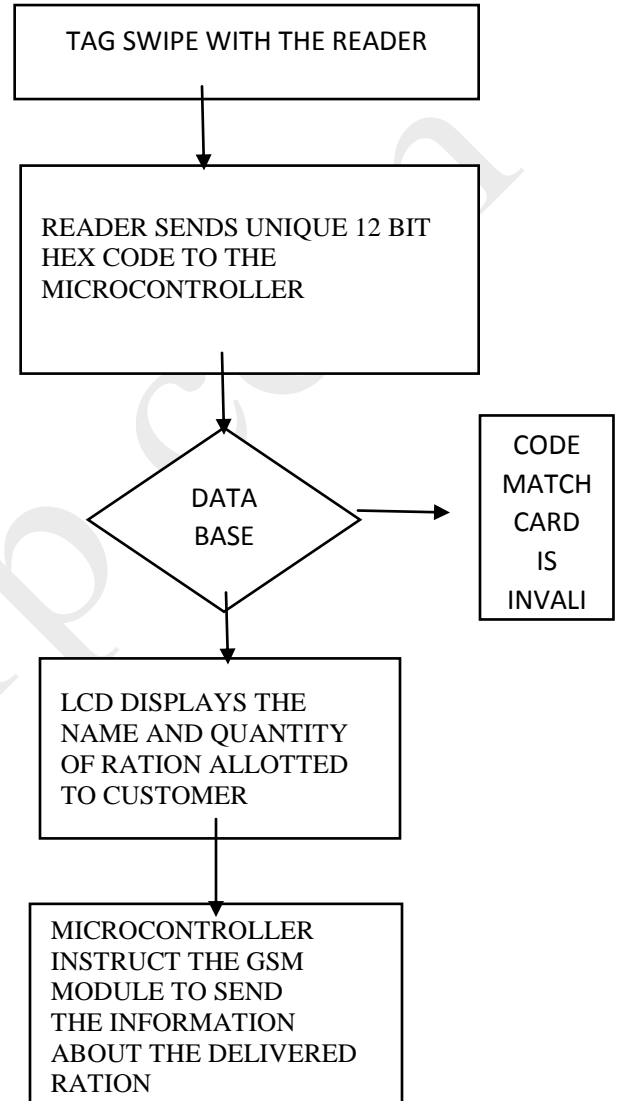 TAG SWIPE WITH THE READER
READER SENDS UNIQUE 12 BIT
HEX CODE TO THE
MICROCONTROLLER
DATA
BASE
CODE
MATCH
CARD
IS
INVALI
LCD DISPLAYS THE
NAME AND QUANTITY
OF RATION ALLOTTED
TO CUSTOMER
MICROCONTROLLER
INSTRUCT THE GSM
MODULE TO SEND
THE INFORMATION
ABOUT THE DELIVERED
RATION